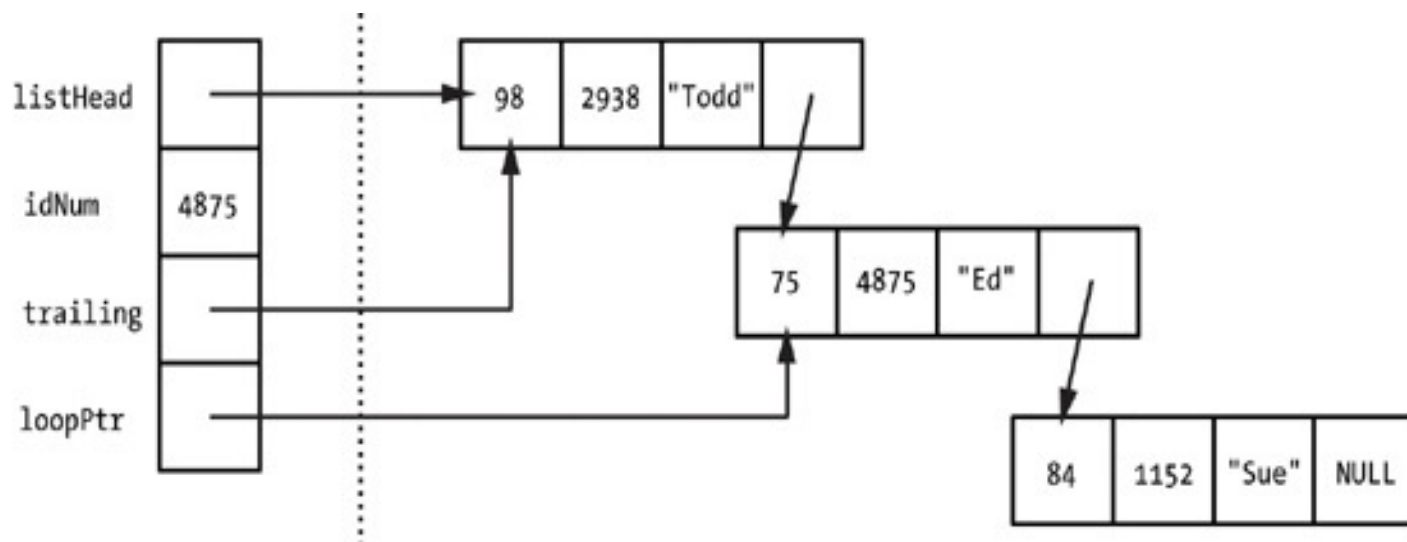 listHead 98 2938 "Todd"
idNum 4875
75 4875 "Ed"
trailing
loopPtr
84 1152 "Sue" NULL